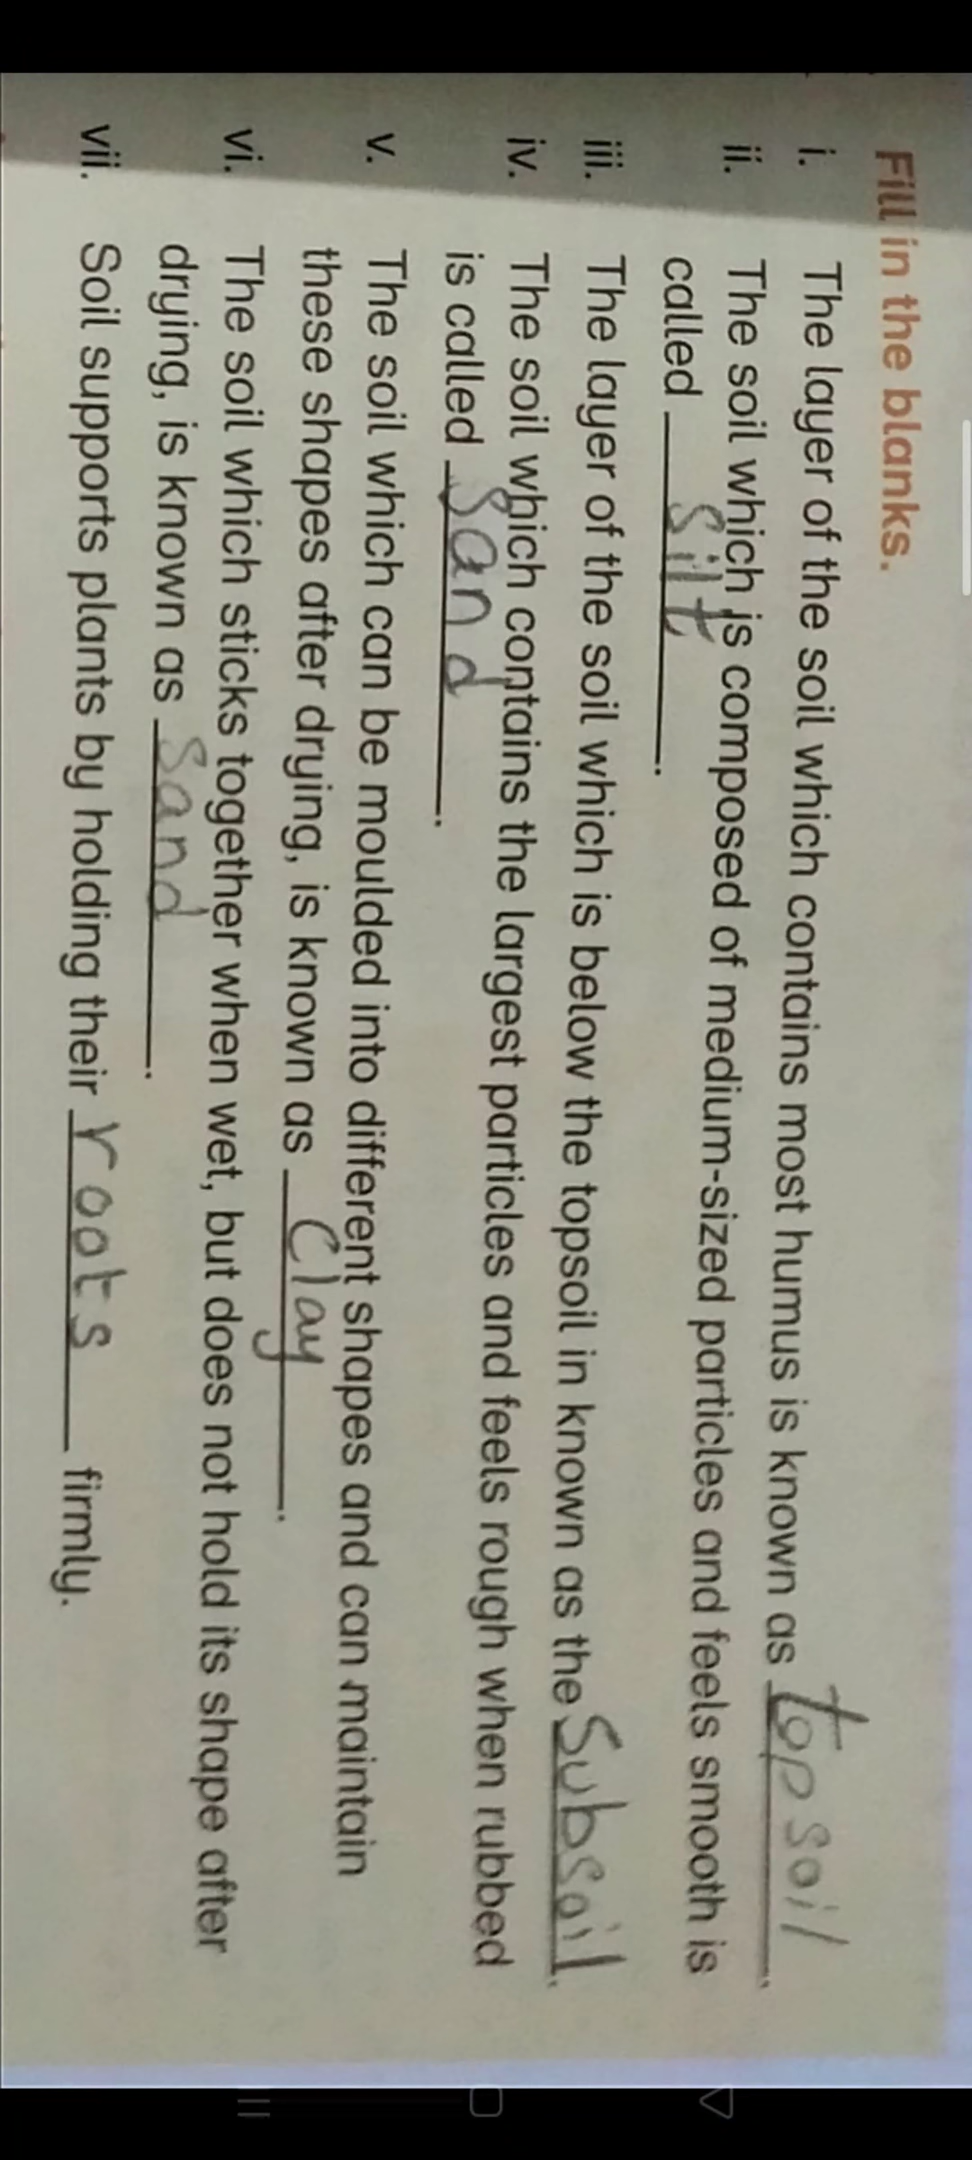 Fill in the blanks.
i. The layer of the soil which contains most humus is known as topsoil.
ii. The soil which is composed of medium-sized particles and feels smooth is
called silt.
iii. The layer of the soil which is below the topsoil in known as the Subsoil.
iv. The soil which contains the largest particles and feels rough when rubbed
is called Sand.
v. The soil which can be moulded into different shapes and can maintain
these shapes after drying, is known as Clay.
vi. The soil which sticks together when wet, but does not hold its shape after
drying, is known as Sand.
vii. Soil supports plants by holding their roots firmly.